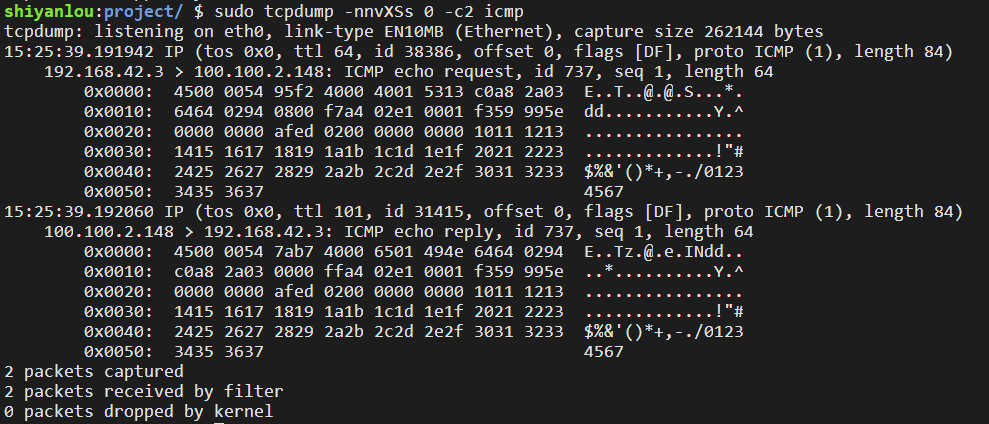 shiyanlou:project/ $ sudo tcpdump -nnvXSs 0 -c2 icmp
tcpdump: listening on eth0, link-type EN10MB (Ethernet), capture size 262144 bytes
15:25:39.191942 IP (tos 0x0, ttl 64, id 38386, offset 0, flags [DF], proto ICMP (1), length 84)
    192.168.42.3 > 100.100.2.148: ICMP echo request, id 737, seq 1, length 64
        0x0000:  4500 0054 95f2 4000 4001 5313 c0a8 2a03  E..T..@.@.S...*.
        0x0010:  6464 0294 0800 f7a4 02e1 0001 f359 995e  dd...........Y.^
        0x0020:  0000 0000 afed 0200 0000 0000 1011 1213  ................
        0x0030:  1415 1617 1819 1a1b 1c1d 1e1f 2021 2223  .............!"#
        0x0040:  2425 2627 2829 2a2b 2c2d 2e2f 3031 3233  $%&'()*+,-./0123
        0x0050:  3435 3637                                4567
15:25:39.192060 IP (tos 0x0, ttl 101, id 31415, offset 0, flags [DF], proto ICMP (1), length 84)
    100.100.2.148 > 192.168.42.3: ICMP echo reply, id 737, seq 1, length 64
        0x0000:  4500 0054 7ab7 4000 6501 494e 6464 0294  E..Tz.@.e.INdd..
        0x0010:  c0a8 2a03 0000 ffa4 02e1 0001 f359 995e  ..*..........Y.^
        0x0020:  0000 0000 afed 0200 0000 0000 1011 1213  ................
        0x0030:  1415 1617 1819 1a1b 1c1d 1e1f 2021 2223  .............!"#
        0x0040:  2425 2627 2829 2a2b 2c2d 2e2f 3031 3233  $%&'()*+,-./0123
        0x0050:  3435 3637                                4567
2 packets captured
2 packets received by filter
0 packets dropped by kernel